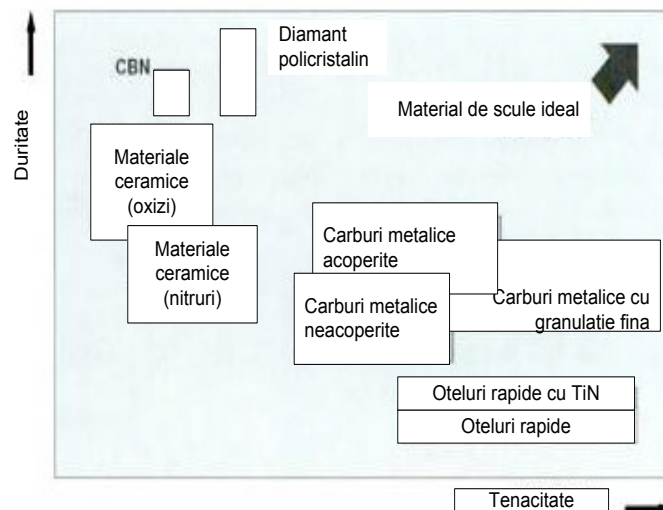 Diamant
policristalin
CBN
Material de scule ideal
Duritate
Materiale
ceramice
(oxizi)
Materiale
ceramice
(nitruri)
Carburi metalice
acoperite
Carburi metalice cu
granulatie fina
Carburi metalice
neacoperite
Oteluri rapide cu TiN
Oteluri rapide
Tenacitate